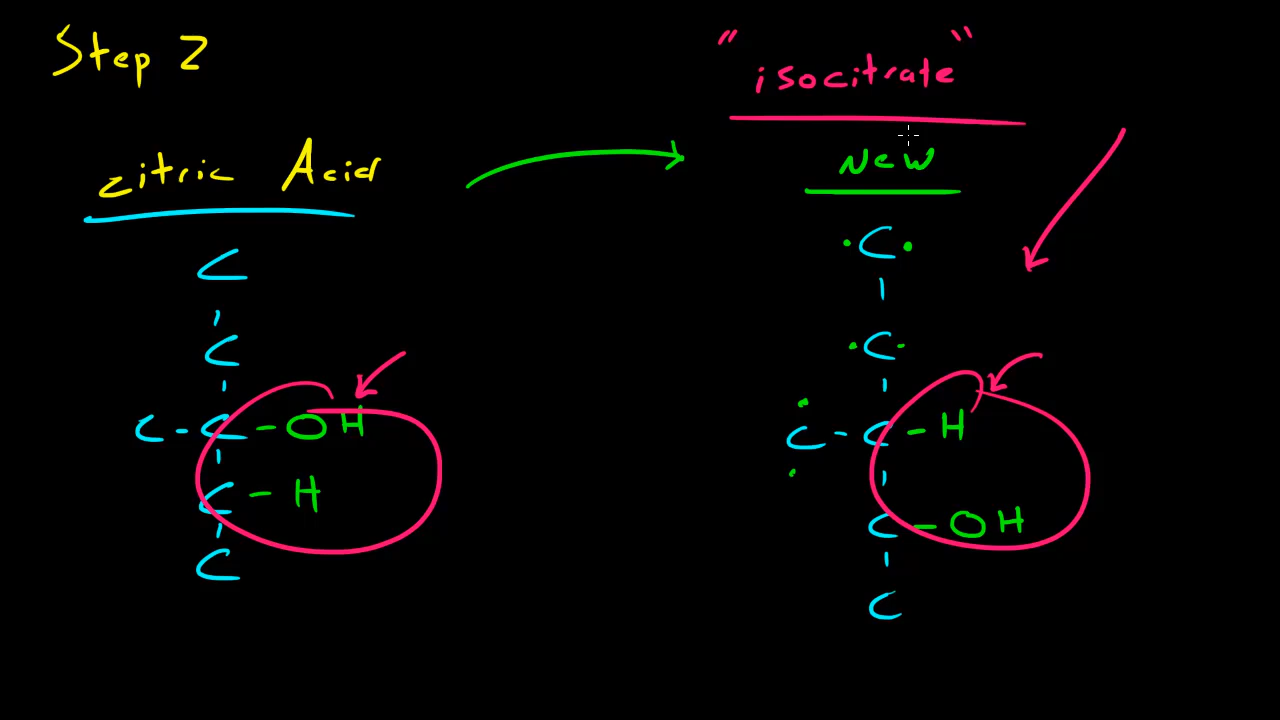 Step 2
"isocitrate"
citric Acid
New
C
C
C - C - OH
C - H
C
C
C
C - C - H
C - OH
C